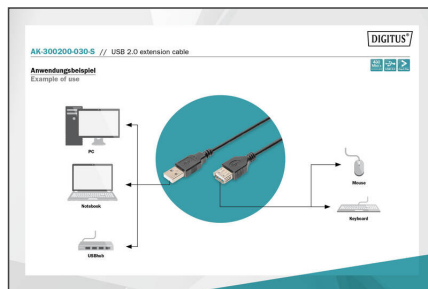 DIGITUS®
AK-300200-030-S // USB 2.0 extension cable
Anwendungsbeispiel
Example of use
PC
Notebook
USBhub
Mouse
Keyboard